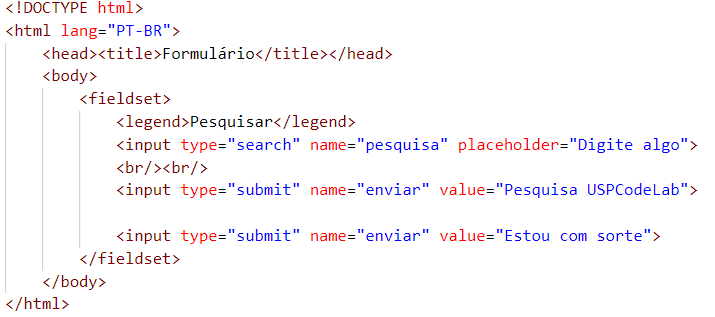 <!DOCTYPE html>
<html lang="PT-BR">
<head><title>Formulário</title></head>
<body>
<fieldset>
<legend>Pesquisar</legend>
<input type="search" name="pesquisa" placeholder="Digite algo">
<br/><br/>
<input type="submit" name="enviar" value="Pesquisa USPCodeLab">
<input type="submit" name="enviar" value="Estou com sorte">
</fieldset>
</body>
</html>